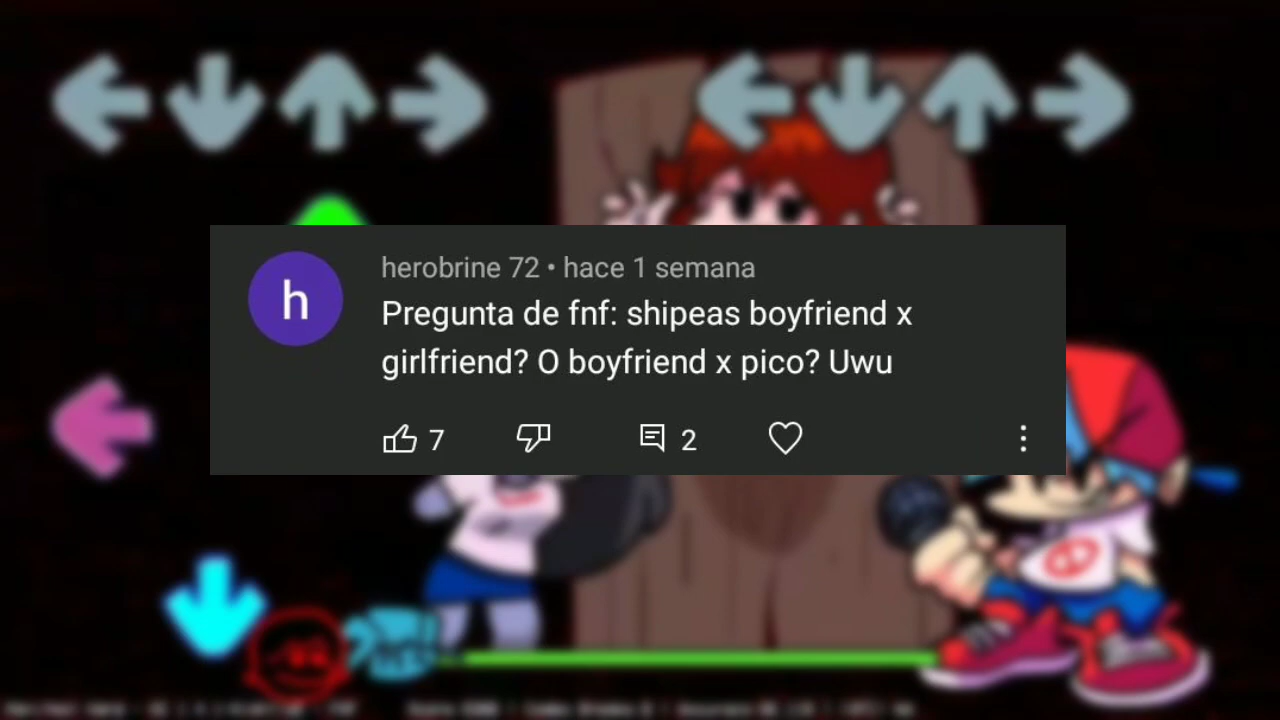 h
herobrine 72 • hace 1 semana
Pregunta de fnf: shipeas boyfriend x
girlfriend? O boyfriend x pico? Uwu
7
2